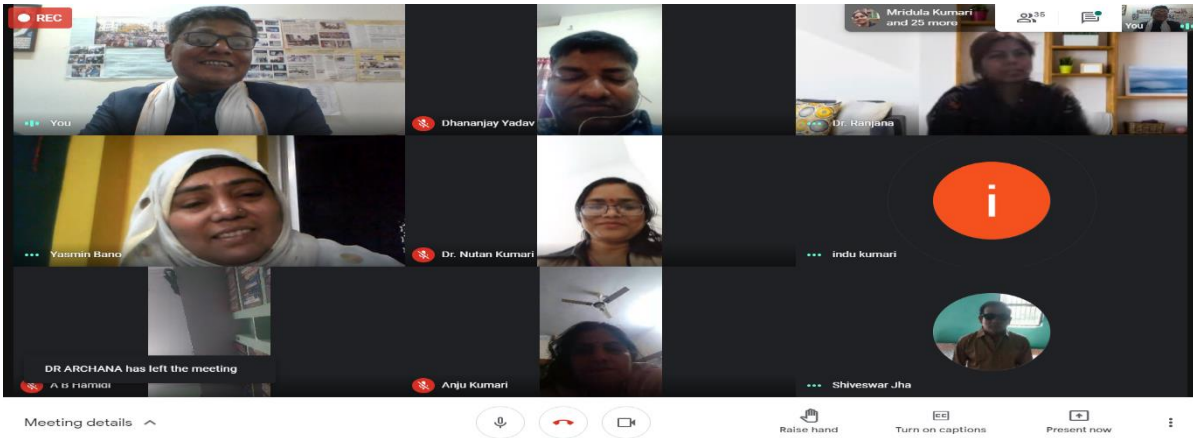 REC
Mridula Kumari
and 25 more
35
You
You
Dhananjay Yadav
Dr. Ranjana
Yasmin Bano
Dr. Nutan Kumari
i
indu kumari
DR ARCHANA has left the meeting
A B Hamidi
Anju Kumari
Shiveswar Jha
Meeting details
Raise hand
CC
Turn on captions
Present now